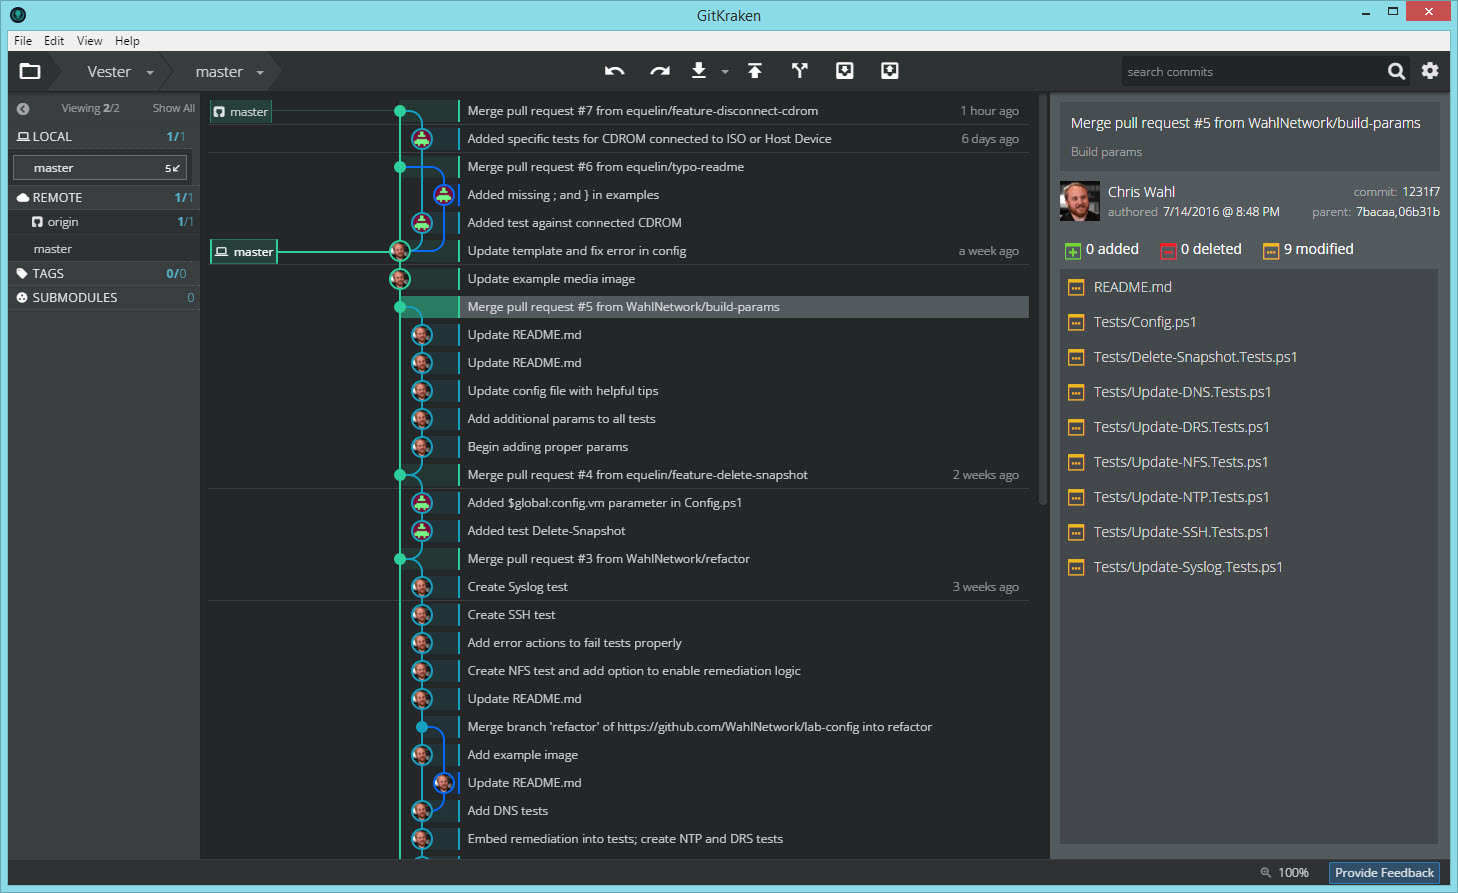 GitKraken
File Edit View Help
Vester master search commits
Viewing 2/2 Show All
LOCAL 1/1
master 5
REMOTE 1/1
origin 1/1
master
TAGS 0/0
SUBMODULES 0
master Merge pull request #7 from equelin/feature-disconnect-cdrom 1 hour ago
Added specific tests for CDROM connected to ISO or Host Device 6 days ago
Merge pull request #6 from equelin/typo-readme
Added missing ; and } in examples
Added test against connected CDROM
master Update template and fix error in config a week ago
Update example media image
Merge pull request #5 from WahlNetwork/build-params
Update README.md
Update README.md
Update config file with helpful tips
Add additional params to all tests
Begin adding proper params
Merge pull request #4 from equelin/feature-delete-snapshot 2 weeks ago
Added $global:config.vm parameter in Config.ps1
Added test Delete-Snapshot
Merge pull request #3 from WahlNetwork/refactor
Create Syslog test 3 weeks ago
Create SSH test
Add error actions to fail tests properly
Create NFS test and add option to enable remediation logic
Update README.md
Merge branch 'refactor' of https://github.com/WahlNetwork/lab-config into refactor
Add example image
Update README.md
Add DNS tests
Embed remediation into tests; create NTP and DRS tests
Merge pull request #5 from WahlNetwork/build-params
Build params
Chris Wahl commit: 1231f7
authored 7/14/2016 @ 8:48 PM parent: 7bacaa,06b31b
0 added 0 deleted 9 modified
README.md
Tests/Config.ps1
Tests/Delete-Snapshot.Tests.ps1
Tests/Update-DNS.Tests.ps1
Tests/Update-DRS.Tests.ps1
Tests/Update-NFS.Tests.ps1
Tests/Update-NTP.Tests.ps1
Tests/Update-SSH.Tests.ps1
Tests/Update-Syslog.Tests.ps1
100% Provide Feedback